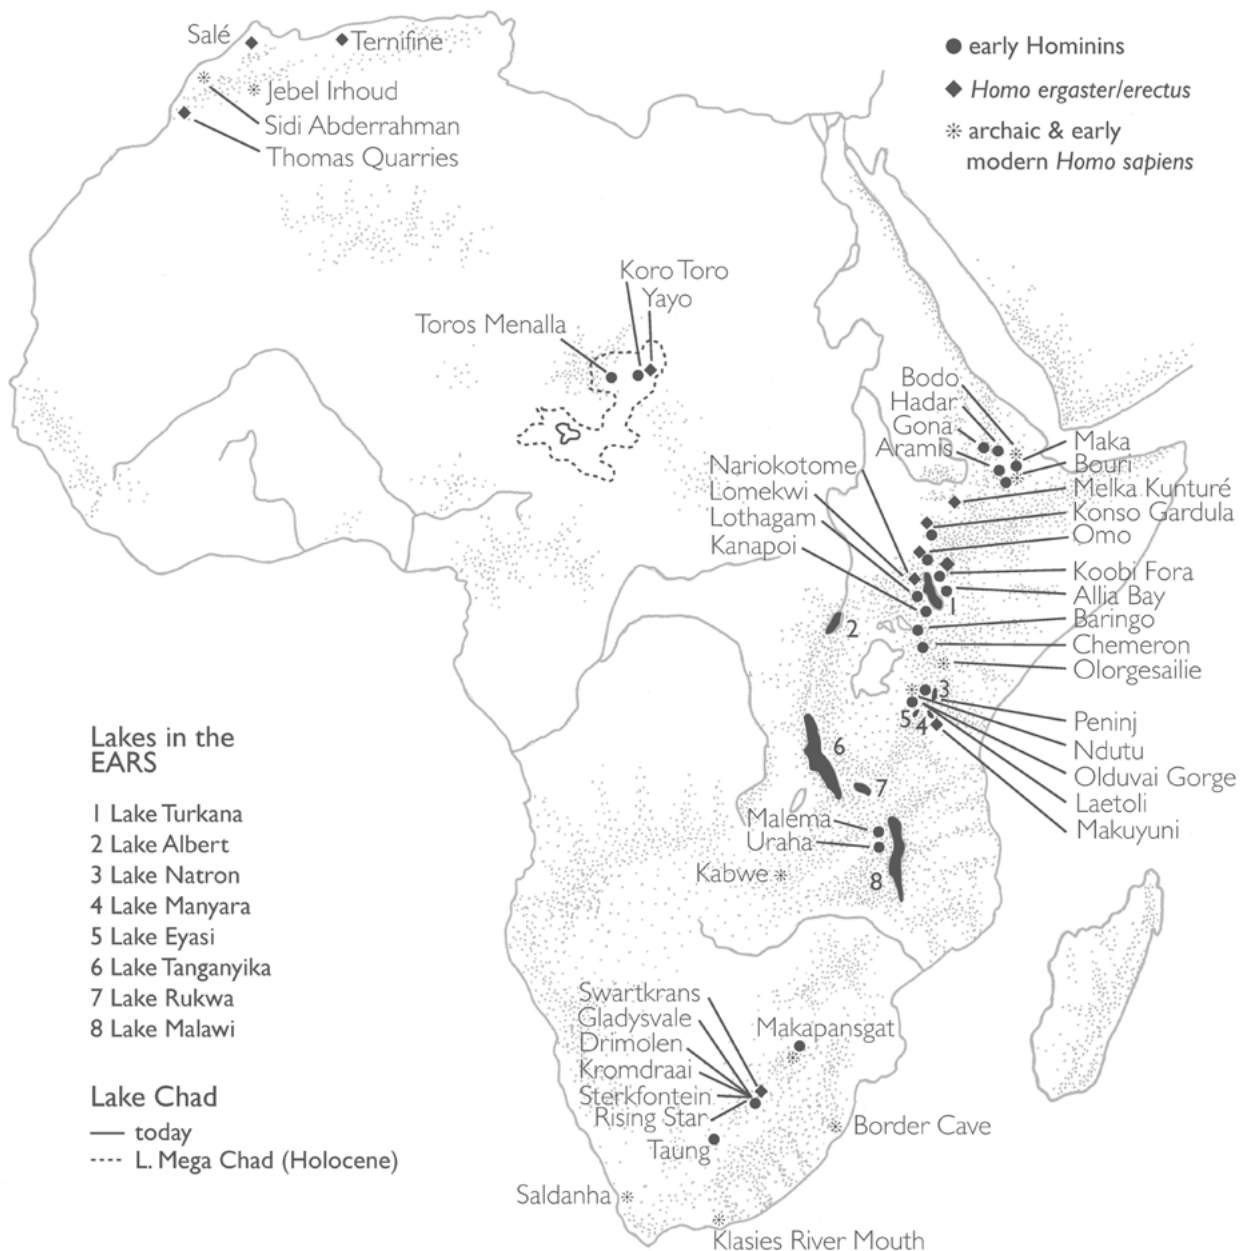 Salé
Ternifine
Jebel Irhoud
Sidi Abderrahman
Thomas Quarries
early Hominins
Homo ergaster/erectus
archaic & early
modern Homo sapiens
Koro Toro
Yayo
Toros Menalla
Bodo
Hadar
Gona
Aramis
Maka
Bouri
Melka Kunturé
Konso Gardula
Omo
Koobi Fora
Allia Bay
Baringo
Chemeron
Olorgesailie
Nariokotome
Lomekwi
Lothagam
Kanapoi
1
2
3
5
4
6
7
8
Peninj
Ndutu
Olduvai Gorge
Laetoli
Makuyuni
Malema
Uraha
Kabwe
Lakes in the
EARS
1 Lake Turkana
2 Lake Albert
3 Lake Natron
4 Lake Manyara
5 Lake Eyasi
6 Lake Tanganyika
7 Lake Rukwa
8 Lake Malawi
Lake Chad
today
L. Mega Chad (Holocene)
Swartkrans
Gladysvale
Drimolen
Kromdraai
Sterkfontein
Rising Star
Makapansgat
Taung
Border Cave
Saldanha
Klasies River Mouth